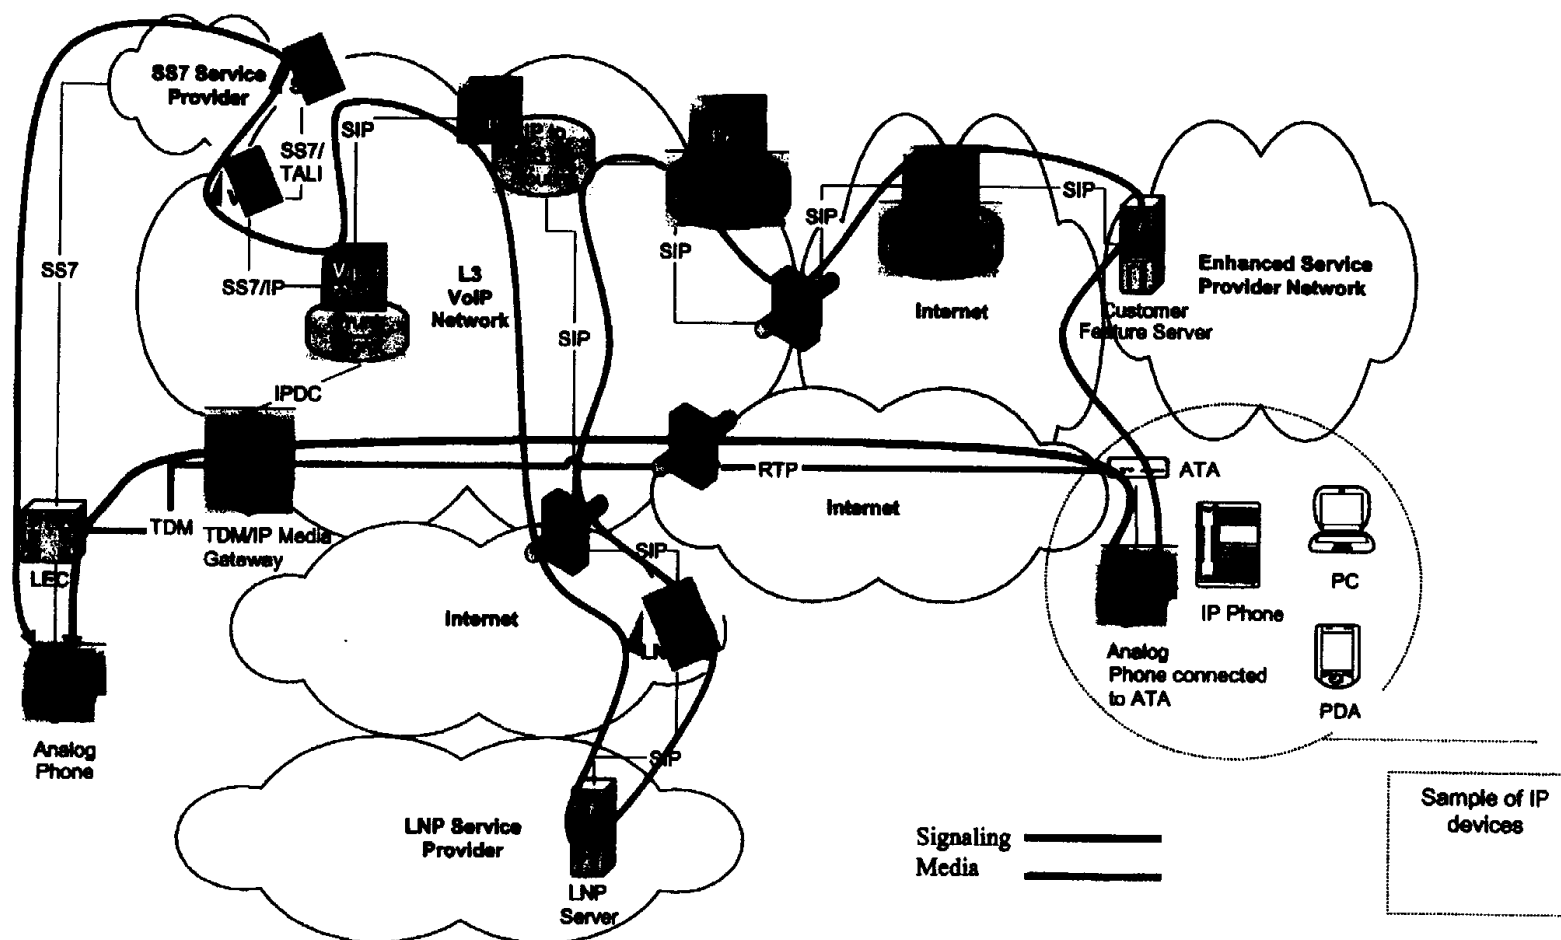 SS7 Service
Provider
SS7/
TALI
SIP
SS7
SS7/IP
L3
VoIP
Network
IPDC
SIP
SIP
SIP
SIP
Internet
Enhanced Service
Provider Network
Customer
Feature Server
RTP
Internet
ATA
TDM
TDM/IP Media
Gateway
LEC
SIP
Internet
IP Phone
PC
Analog
Phone connected
to ATA
PDA
Analog
Phone
SIP
LNP Service
Provider
LNP
Server
Signaling
Media
Sample of IP
devices